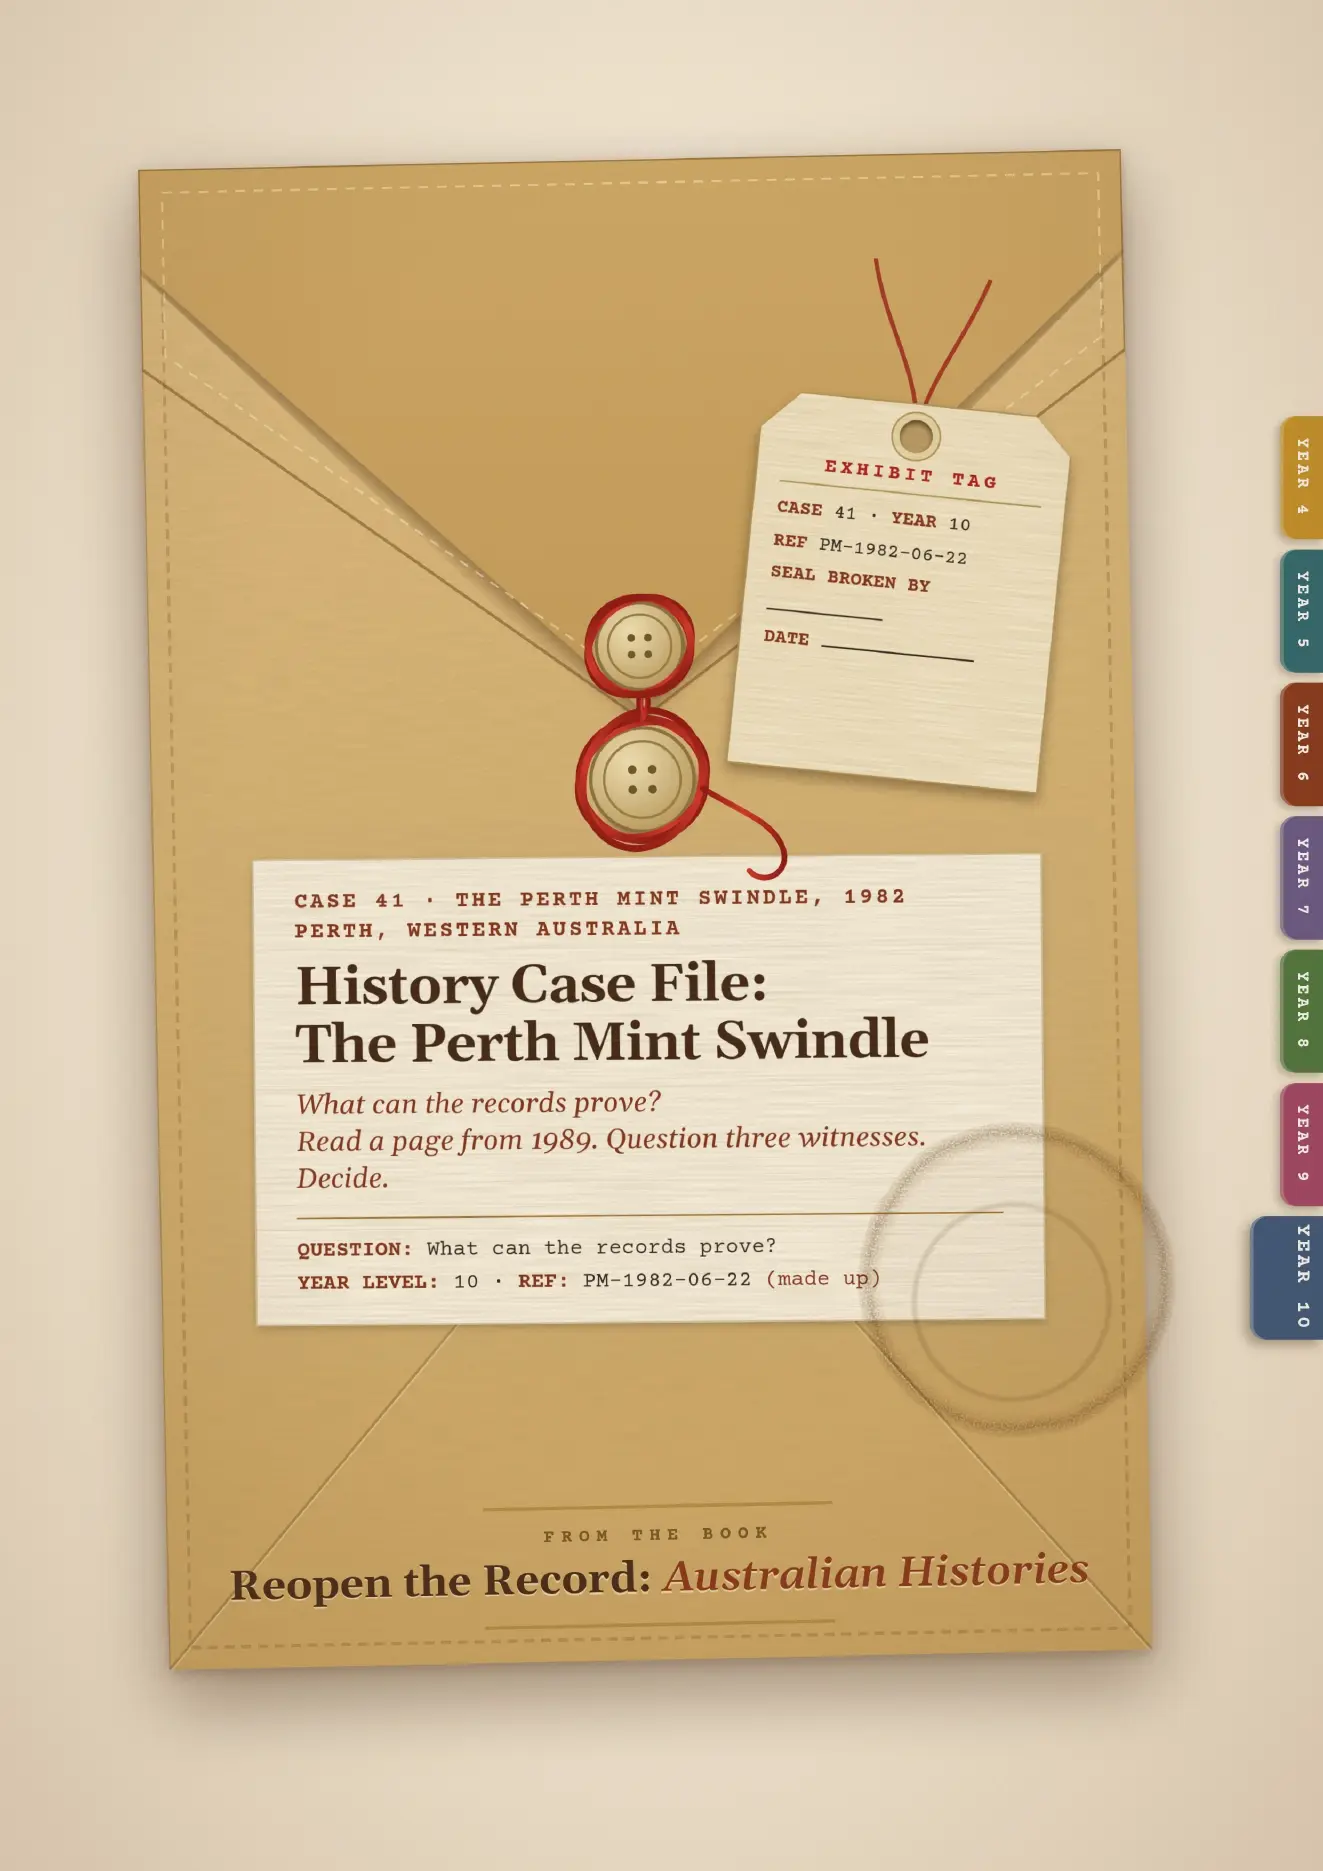 EXHIBIT TAG
CASE 41 · YEAR 10
REF PM-1982-06-22
SEAL BROKEN BY
DATE
CASE 41 · THE PERTH MINT SWINDLE, 1982
PERTH, WESTERN AUSTRALIA
History Case File:
The Perth Mint Swindle
What can the records prove?
Read a page from 1989. Question three witnesses.
Decide.
QUESTION: What can the records prove?
YEAR LEVEL: 10 · REF: PM-1982-06-22 (made up)
FROM THE BOOK
Reopen the Record: Australian Histories
YEAR 4
YEAR 5
YEAR 6
YEAR 7
YEAR 8
YEAR 9
YEAR 10